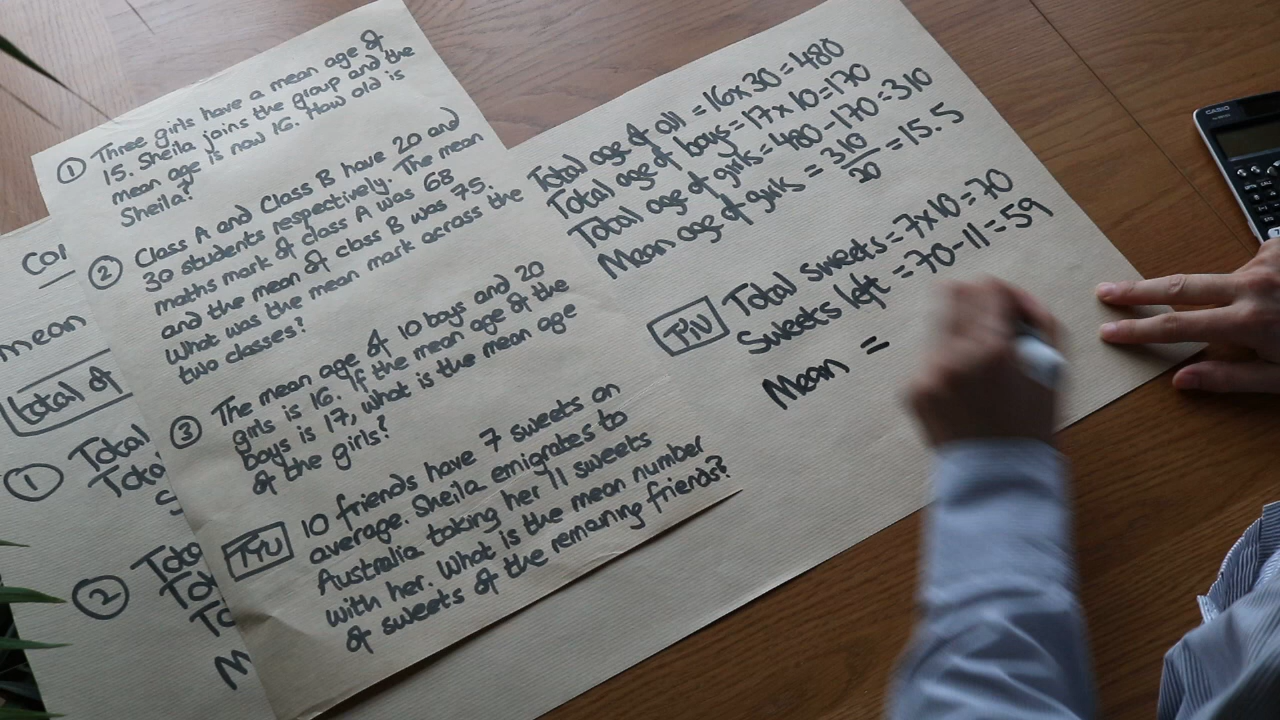 ① Three girls have a mean age of
15. Sheila joins the group and the
mean age is now 16. How old is
Sheila?
② Class A and Class B have 20 and
30 students respectively. The mean
maths mark of class A was 68
and the mean of class B was 75.
What was the mean mark across the
two classes?
③ The mean age of 10 boys and 20
girls is 16. If the mean age of the
boys is 17, what is the mean age
of the girls?
TYU 10 friends have 7 sweets on
average. Sheila emigrates to
Australia taking her 11 sweets
with her. What is the mean number
of sweets of the remaining friends?
Total age of all = 16 x 30 = 480
Total age of boys = 17 x 10 = 170
Total age of girls = 480 - 170 = 310
Mean age of girls = 310/20 = 15.5
TYU Total sweets = 7 x 10 = 70
Sweets left = 70 - 11 = 59
Mean =
mean
total of
① Total
②
CASIO